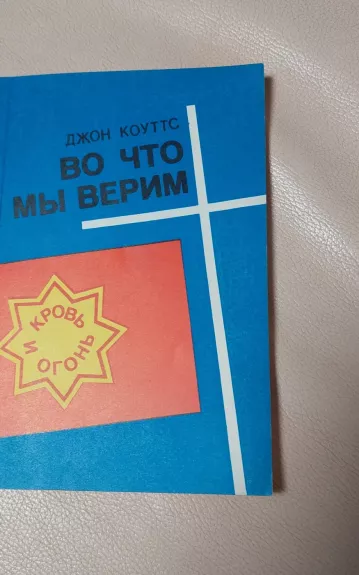 ДЖОН КОУТТС
ВО ЧТО
МЫ ВЕРИМ
КРОВЬ
И ОГОНЬ